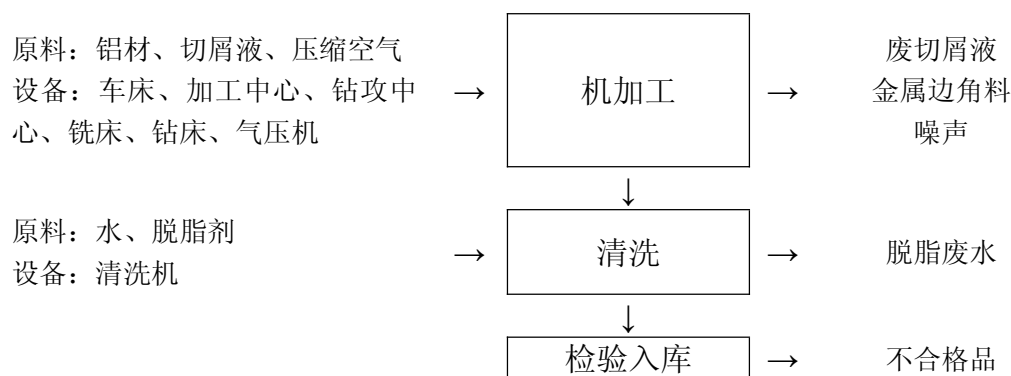 原料：铝材、切屑液、压缩空气
设备：车床、加工中心、钻攻中
心、铣床、钻床、气压机
→
机加工
→
废切屑液
金属边角料
噪声
↓
原料：水、脱脂剂
设备：清洗机
→
清洗
→
脱脂废水
↓
检验入库
→
不合格品